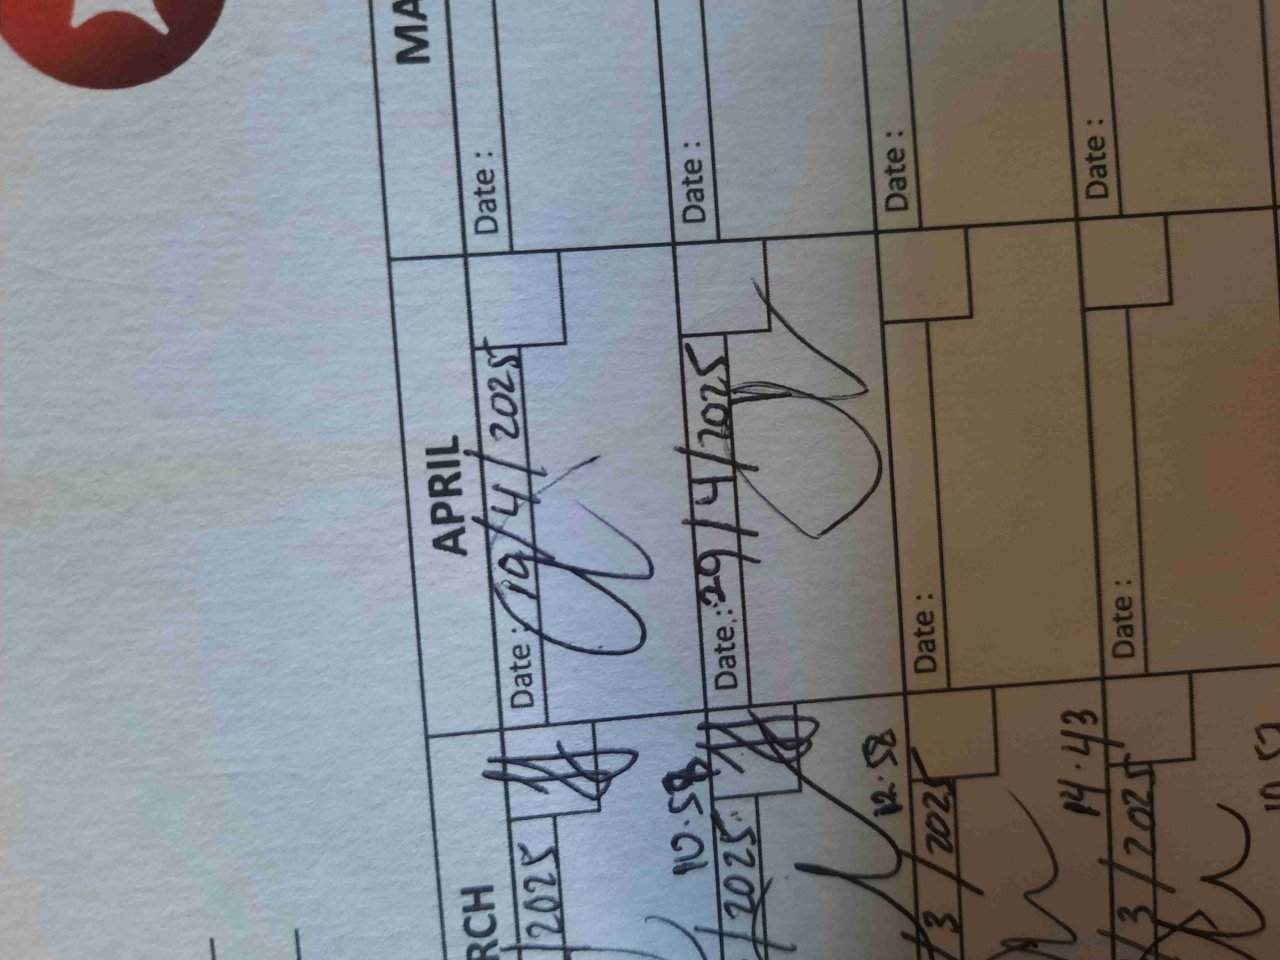 RCH APRIL MA
/2025 Date : 19/4/2025 Date :
10.58
/2025 Date : 29/4/2025 Date :
12.58
/3/2025 Date : Date :
14.43
/3/2025 Date : Date :